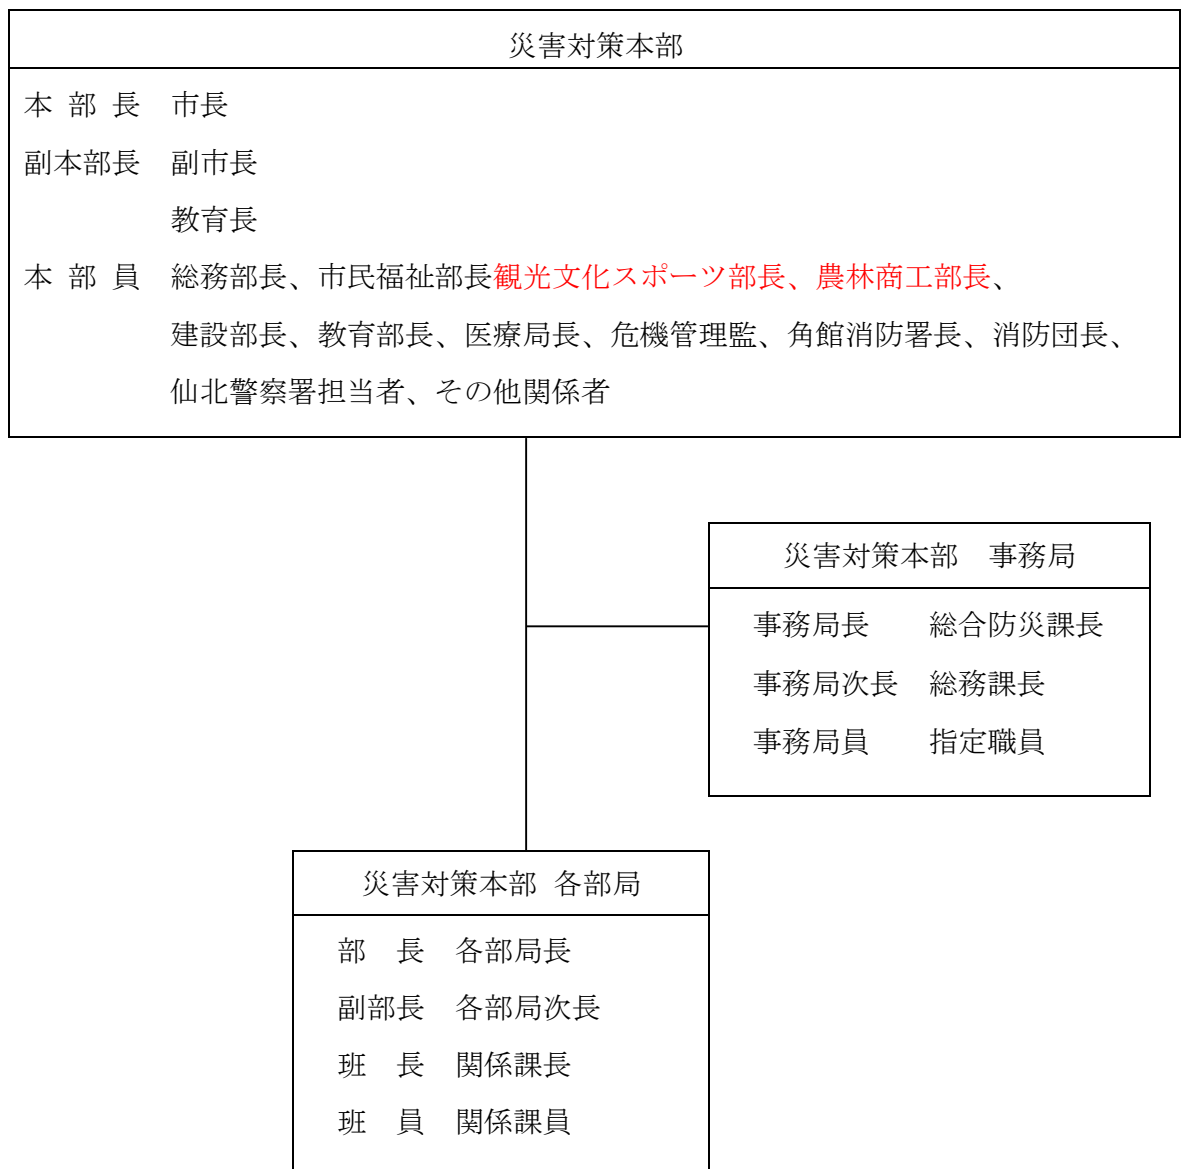 災害対策本部
本 部 長　市長
副本部長　副市長
教育長
本 部 員　総務部長、市民福祉部長観光文化スポーツ部長、農林商工部長、
建設部長、教育部長、医療局長、危機管理監、角館消防署長、消防団長、
仙北警察署担当者、その他関係者
災害対策本部　事務局
事務局長　　総合防災課長
事務局次長　総務課長
事務局員　　指定職員
災害対策本部 各部局
部　長　各部局長
副部長　各部局次長
班　長　関係課長
班　員　関係課員